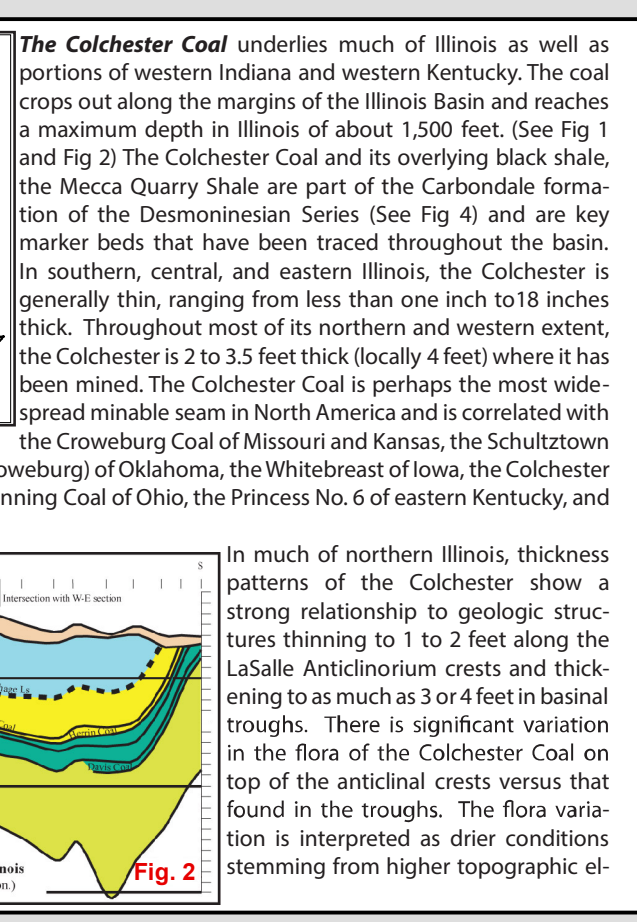 The Colchester Coal underlies much of Illinois as well as
portions of western Indiana and western Kentucky. The coal
crops out along the margins of the Illinois Basin and reaches
a maximum depth in Illinois of about 1,500 feet. (See Fig 1
and Fig 2) The Colchester Coal and its overlying black shale,
the Mecca Quarry Shale are part of the Carbondale forma-
tion of the Desmoninesian Series (See Fig 4) and are key
marker beds that have been traced throughout the basin.
In southern, central, and eastern Illinois, the Colchester is
generally thin, ranging from less than one inch to18 inches
thick. Throughout most of its northern and western extent,
the Colchester is 2 to 3.5 feet thick (locally 4 feet) where it has
been mined. The Colchester Coal is perhaps the most wide-
spread minable seam in North America and is correlated with
the Croweburg Coal of Missouri and Kansas, the Schultztown
oweburg) of Oklahoma, the Whitebreast of Iowa, the Colchester
nning Coal of Ohio, the Princess No. 6 of eastern Kentucky, and
S
Intersection with W-E section
hage Ls
Coal
Herrin Coal
Davis Coal
nois
on.)
Fig. 2
In much of northern Illinois, thickness
patterns of the Colchester show a
strong relationship to geologic struc-
tures thinning to 1 to 2 feet along the
LaSalle Anticlinorium crests and thick-
ening to as much as 3 or 4 feet in basinal
troughs. There is significant variation
in the flora of the Colchester Coal on
top of the anticlinal crests versus that
found in the troughs. The flora varia-
tion is interpreted as drier conditions
stemming from higher topographic el-